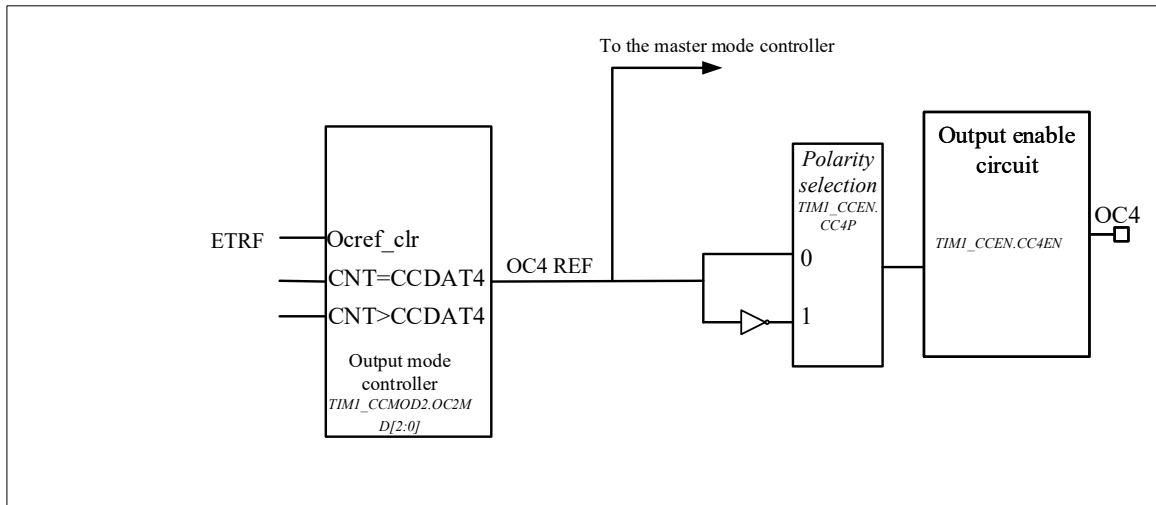 To the master mode controller
Output enable
circuit
Polarity
selection
TIM1_CCEN.
CC4P
OC4
ETRF
Ocref_clr
TIM1_CCEN.CC4EN
0
OC4 REF
CNT=CCDAT4
CNT>CCDAT4
1
Output mode
controller
TIM1_CCMOD2.OC2M
D[2:0]